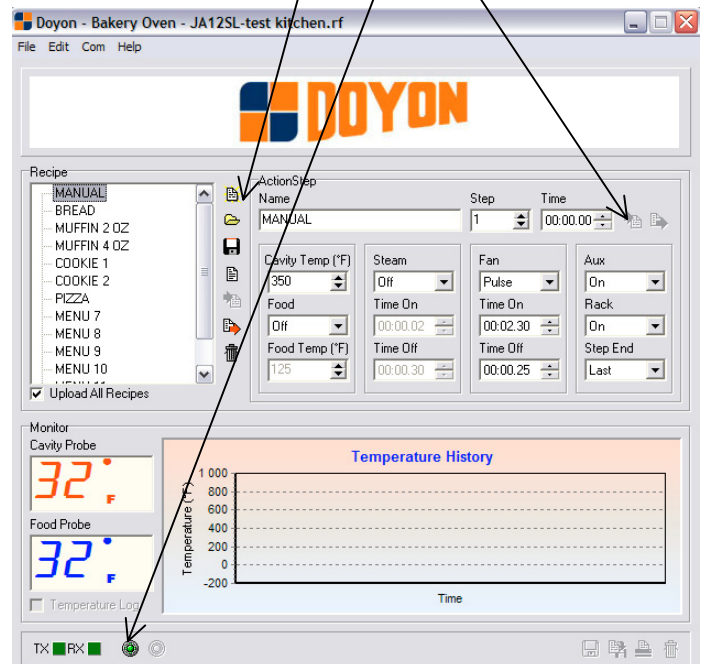 Doyon - Bakery Oven - JA12SL-test kitchen.rf
File Edit Com Help
DOYON
Recipe
MANUAL
BREAD
MUFFIN 2 OZ
MUFFIN 4 OZ
COOKIE 1
COOKIE 2
PIZZA
MENU 7
MENU 8
MENU 9
MENU 10
Upload All Recipes
ActionStep
Name Step Time
MANUAL 1 00:00.00
Cavity Temp (°F) Steam Fan Aux
350 Off Pulse On
Food Time On Time On Rack
Off 00:00.02 00:02.30 On
Food Temp (°F) Time Off Time Off Step End
125 00:00.30 00:00.25 Last
Monitor
Cavity Probe
32° F
Food Probe
32° F
Temperature Log
Temperature History
Temperature (°F)
1 000
800
600
400
200
0
-200
Time
TX RX